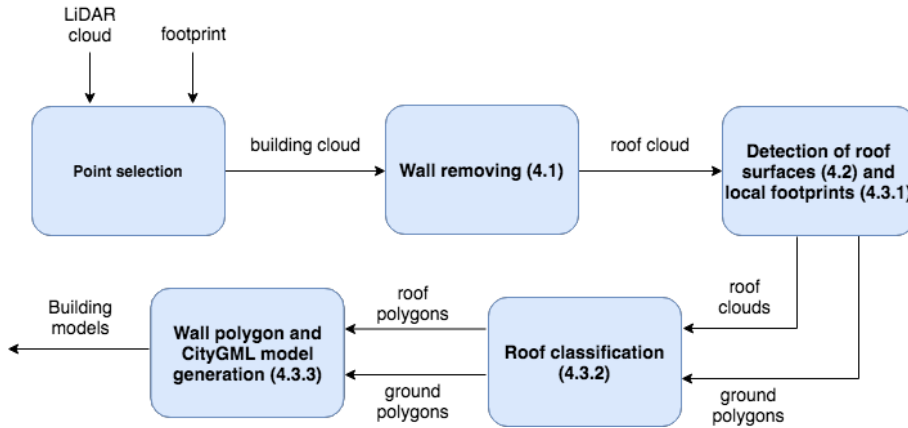 LiDAR
cloud
footprint
Point selection
building cloud
Wall removing (4.1)
roof cloud
Detection of roof
surfaces (4.2) and
local footprints (4.3.1)
roof
clouds
ground
polygons
Roof classification
(4.3.2)
roof
polygons
ground
polygons
Wall polygon and
CityGML model
generation (4.3.3)
Building
models